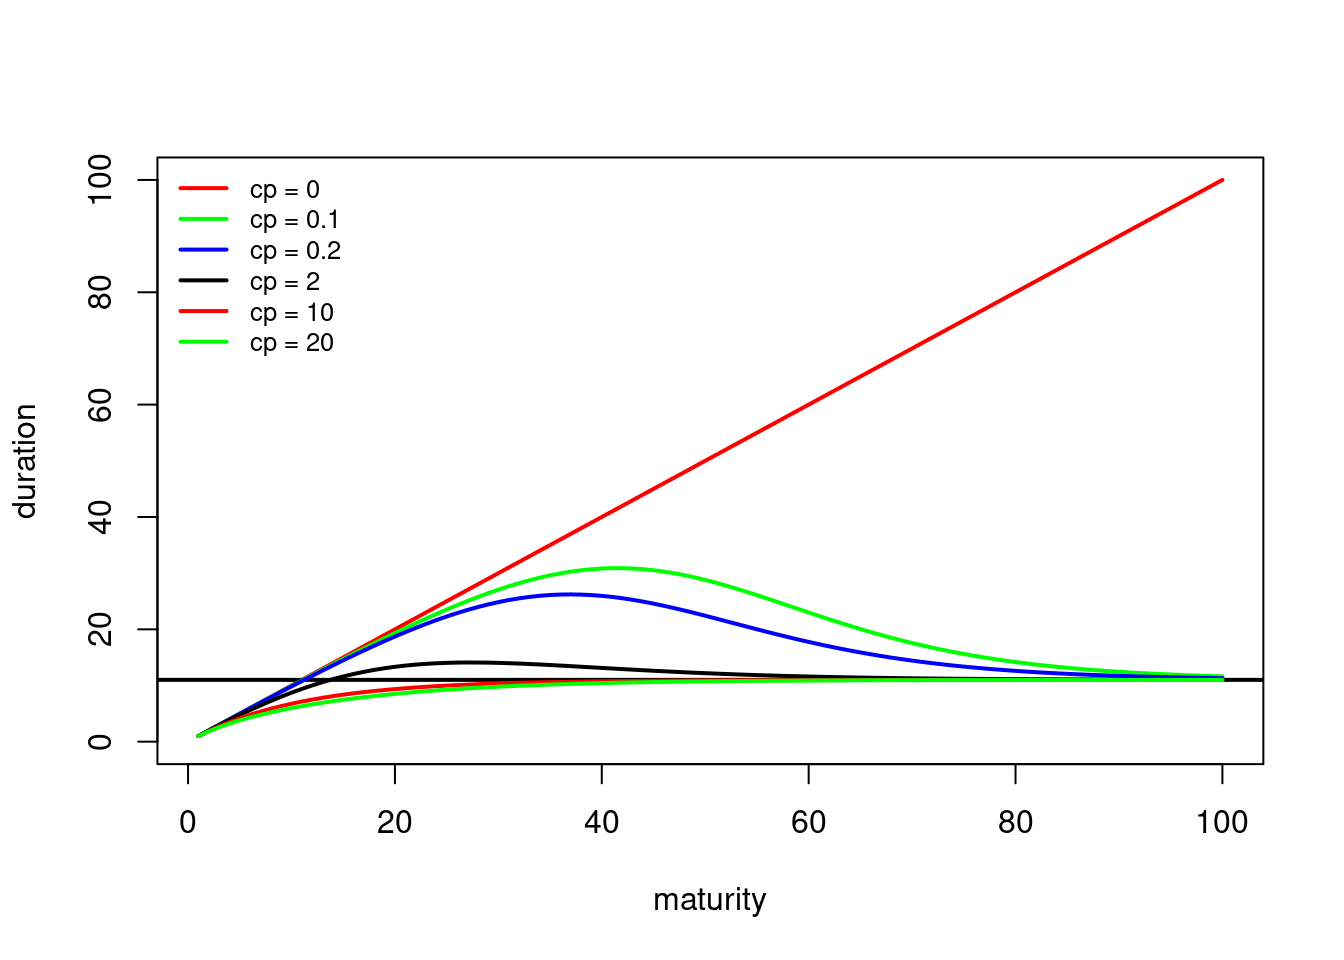 cp = 0
cp = 0.1
cp = 0.2
cp = 2
cp = 10
cp = 20
100
80
60
40
20
0
duration
0 20 40 60 80 100
maturity